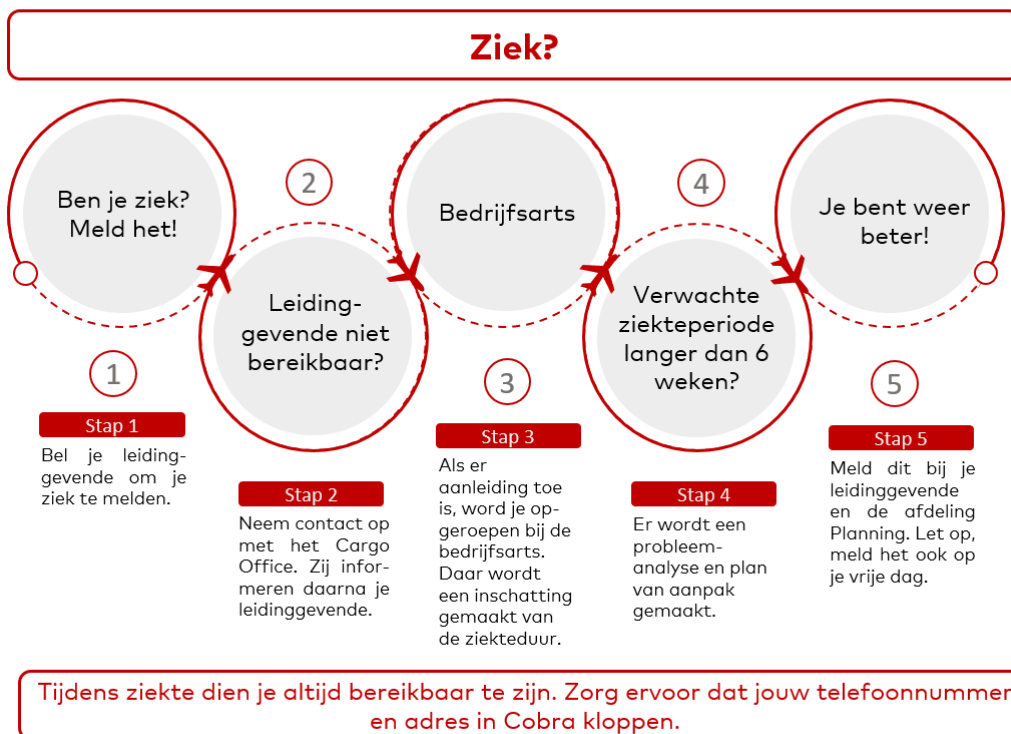 Ziek?
Ben je ziek?
Meld het!
1
Stap 1
Bel je leiding-
gevende om je
ziek te melden.
2
Leiding-
gevende niet
bereikbaar?
Stap 2
Neem contact op
met het Cargo
Office. Zij infor-
meren daarna je
leidinggevende.
Bedrijfsarts
3
Stap 3
Als er
aanleiding toe
is, word je op-
geroepen bij de
bedrijfsarts.
Daar wordt
een inschatting
gemaakt van
de ziekteduur.
4
Verwachte
ziekteperiode
langer dan 6
weken?
Stap 4
Er wordt een
probleem-
analyse en plan
van aanpak
gemaakt.
Je bent weer
beter!
5
Stap 5
Meld dit bij je
leidinggevende
en de afdeling
Planning. Let op,
meld het ook op
je vrije dag.
Tijdens ziekte dien je altijd bereikbaar te zijn. Zorg ervoor dat jouw telefoonnummer
en adres in Cobra kloppen.